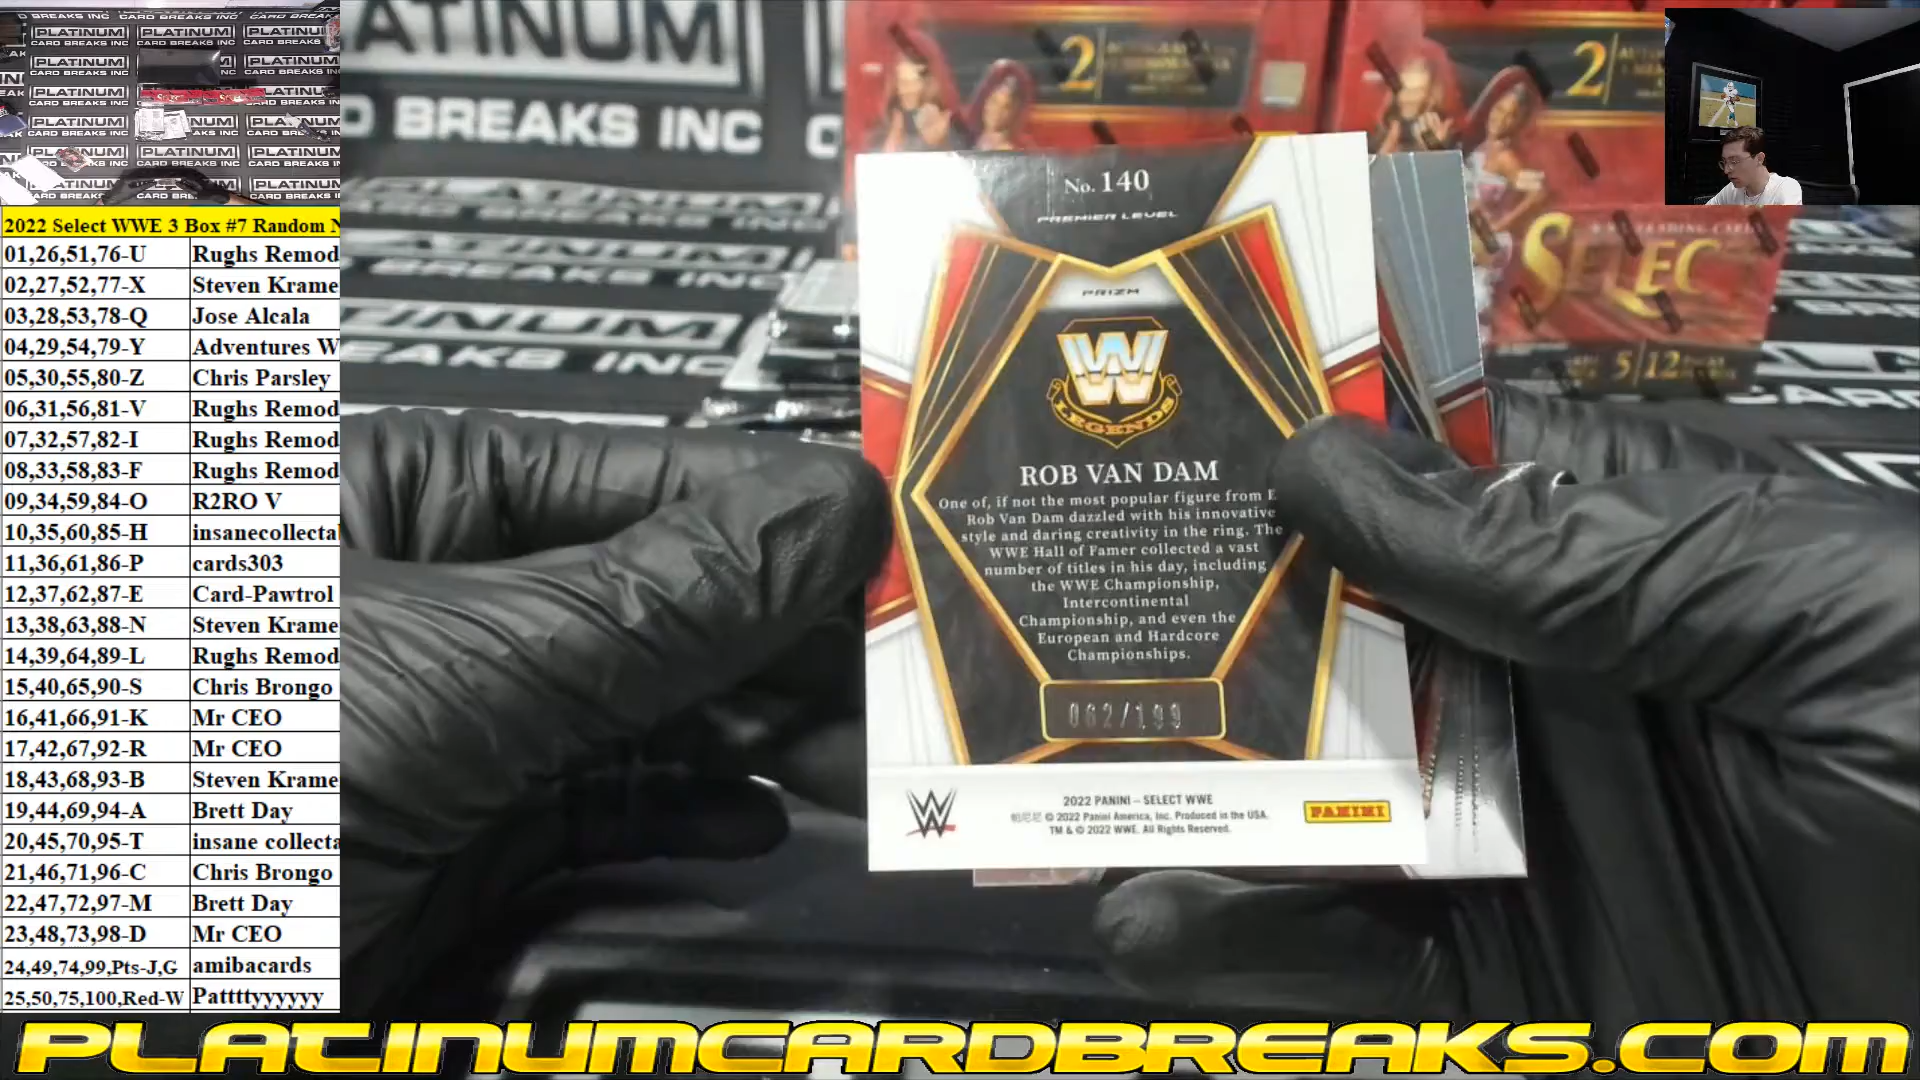 2022 Select WWE 3 Box #7 Random N
01,26,51,76-U Rughs Remod
02,27,52,77-X Steven Krame
03,28,53,78-Q Jose Alcala
04,29,54,79-Y Adventures W
05,30,55,80-Z Chris Parsley
06,31,56,81-V Rughs Remod
07,32,57,82-I Rughs Remod
08,33,58,83-F Rughs Remod
09,34,59,84-O R2RO V
10,35,60,85-H insanecollecta
11,36,61,86-P cards303
12,37,62,87-E Card-Pawtrol
13,38,63,88-N Steven Krame
14,39,64,89-L Rughs Remod
15,40,65,90-S Chris Brongo
16,41,66,91-K Mr CEO
17,42,67,92-R Mr CEO
18,43,68,93-B Steven Krame
19,44,69,94-A Brett Day
20,45,70,95-T insane collecta
21,46,71,96-C Chris Brongo
22,47,72,97-M Brett Day
23,48,73,98-D Mr CEO
24,49,74,99,Pts-J,G amibacards
25,50,75,100,Red-W Pattttyyyyyy
ATINUM
D BREAKS INC
2
2
SELEC
5/12
No. 140
PREMIER LEVEL
PRIZM
W
LEGENDS
ROB VAN DAM
One of, if not the most popular figure from E
Rob Van Dam dazzled with his innovative
style and daring creativity in the ring. The
WWE Hall of Famer collected a vast
number of titles in his day, including
the WWE Championship,
Intercontinental
Championship, and even the
European and Hardcore
Championships.
062/199
W
2022 PANINI – SELECT WWE
帕尼尼 © 2022 Panini America, Inc. Produced in the USA.
TM & © 2022 WWE. All Rights Reserved.
PANINI
PLATINUMCARDBREAKS.COM